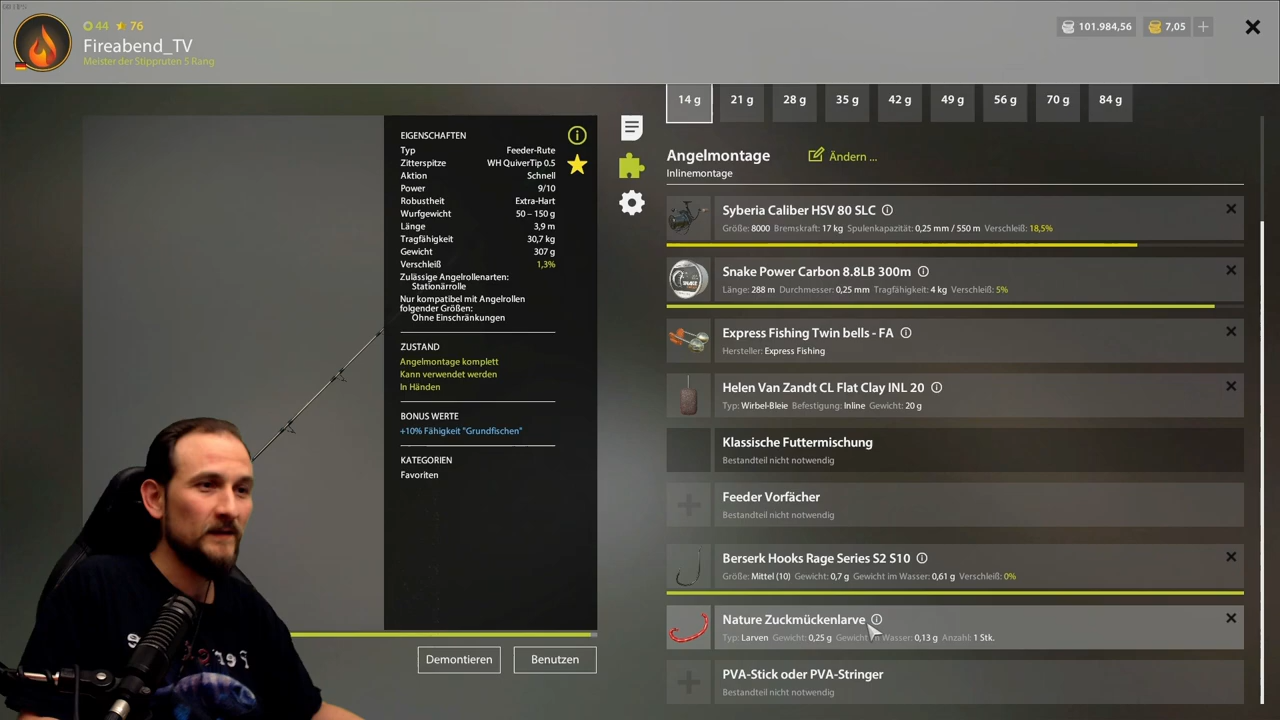 44 76
Fireabend_TV
Meister der Stippruten 5 Rang
101.984,56
7,05
14 g
21 g
28 g
35 g
42 g
49 g
56 g
70 g
84 g
EIGENSCHAFTEN
Typ Feeder-Rute
Zitterspitze WH QuiverTip 0.5
Aktion Schnell
Power 9/10
Robustheit Extra-Hart
Wurfgewicht 50 – 150 g
Länge 3,9 m
Tragfähigkeit 30,7 kg
Gewicht 307 g
Verschleiß 1,3%
Zulässige Angelrollenarten:
Stationärrolle
Nur kompatibel mit Angelrollen
folgender Größen:
Ohne Einschränkungen
ZUSTAND
Angelmontage komplett
Kann verwendet werden
In Händen
BONUS WERTE
+10% Fähigkeit "Grundfischen"
KATEGORIEN
Favoriten
Demontieren
Benutzen
Angelmontage
Ändern ...
Inlinemontage
Syberia Caliber HSV 80 SLC
Größe: 8000 Bremskraft: 17 kg Spulenkapazität: 0,25 mm / 550 m Verschleiß: 18,5%
Snake Power Carbon 8.8LB 300m
Länge: 288 m Durchmesser: 0,25 mm Tragfähigkeit: 4 kg Verschleiß: 5%
Express Fishing Twin bells - FA
Hersteller: Express Fishing
Helen Van Zandt CL Flat Clay INL 20
Typ: Wirbel-Bleie Befestigung: Inline Gewicht: 20 g
Klassische Futtermischung
Bestandteil nicht notwendig
Feeder Vorfächer
Bestandteil nicht notwendig
Berserk Hooks Rage Series S2 S10
Größe: Mittel (10) Gewicht: 0,7 g Gewicht im Wasser: 0,61 g Verschleiß: 0%
Nature Zuckmückenlarve
Typ: Larven Gewicht: 0,25 g Gewicht im Wasser: 0,13 g Anzahl: 1 Stk.
PVA-Stick oder PVA-Stringer
Bestandteil nicht notwendig